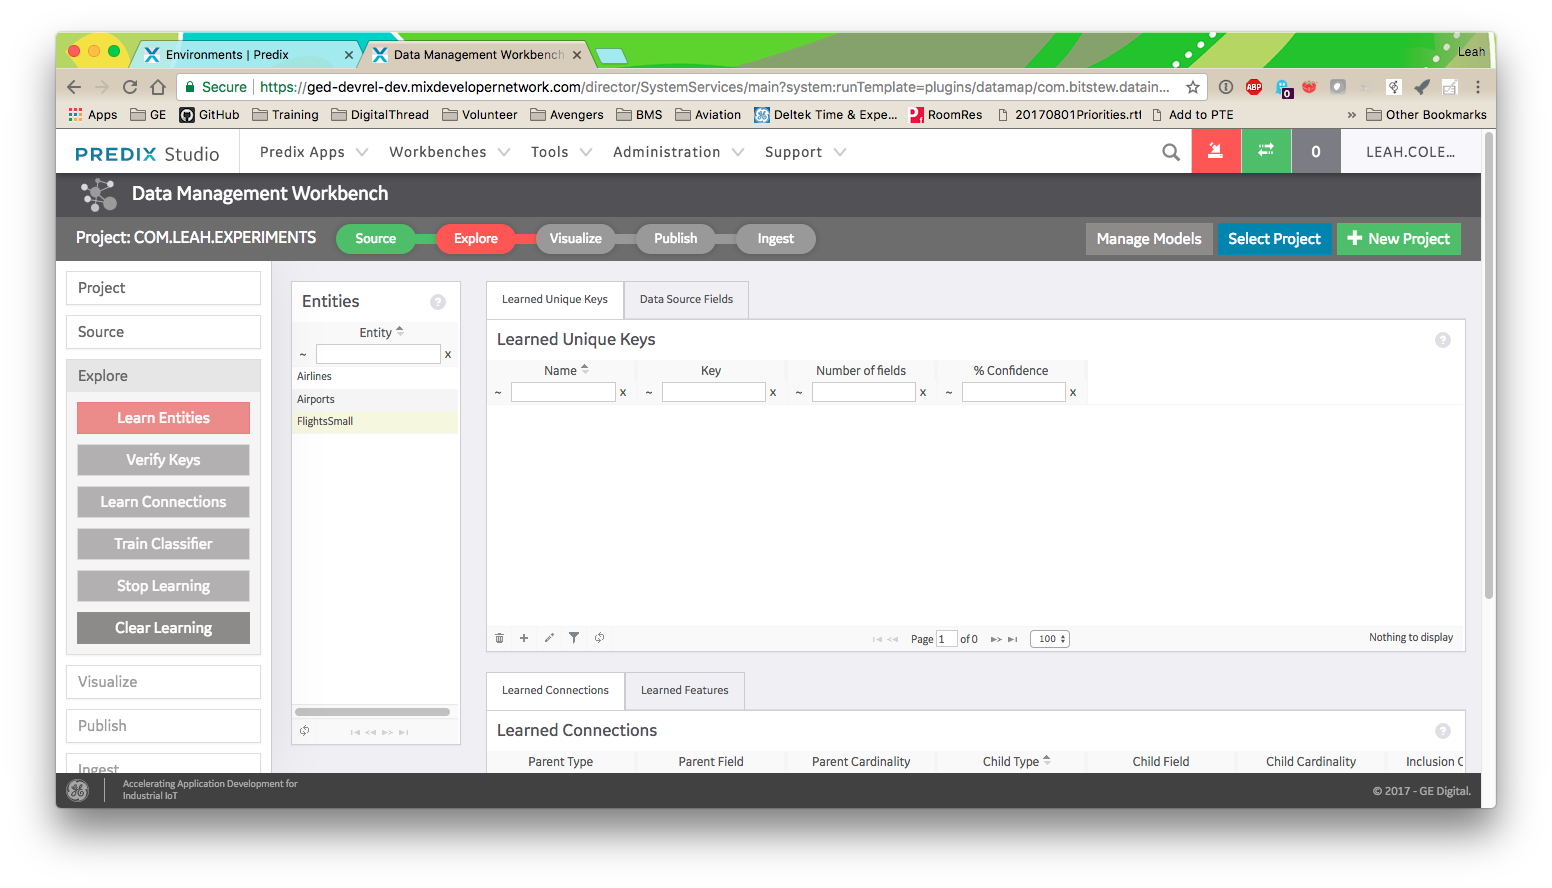 Environments | Predix
Data Management Workbench
Leah
Secure
https://ged-devrel-dev.mixdevelopernetwork.com/director/SystemServices/main?system:runTemplate=plugins/datamap/com.bitstew.datain...
ABP
0
Apps
GE
GitHub
Training
DigitalThread
Volunteer
Avengers
BMS
Aviation
Deltek Time & Expe...
RoomRes
20170801Priorities.rtf
Add to PTE
»
Other Bookmarks
PREDIX Studio
Predix Apps
Workbenches
Tools
Administration
Support
0
LEAH.COLE...
Data Management Workbench
Project: COM.LEAH.EXPERIMENTS
Source
Explore
Visualize
Publish
Ingest
Manage Models
Select Project
+ New Project
Project
Source
Explore
Learn Entities
Verify Keys
Learn Connections
Train Classifier
Stop Learning
Clear Learning
Visualize
Publish
Ingest
Entities
?
Entity
~
x
Airlines
Airports
FlightsSmall
Learned Unique Keys
Data Source Fields
Learned Unique Keys
?
Name
Key
Number of fields
% Confidence
~ x ~ x ~ x ~ x
Page 1 of 0
100
Nothing to display
Learned Connections
Learned Features
Learned Connections
?
Parent Type
Parent Field
Parent Cardinality
Child Type
Child Field
Child Cardinality
Inclusion C
Accelerating Application Development for
Industrial IoT
© 2017 - GE Digital.